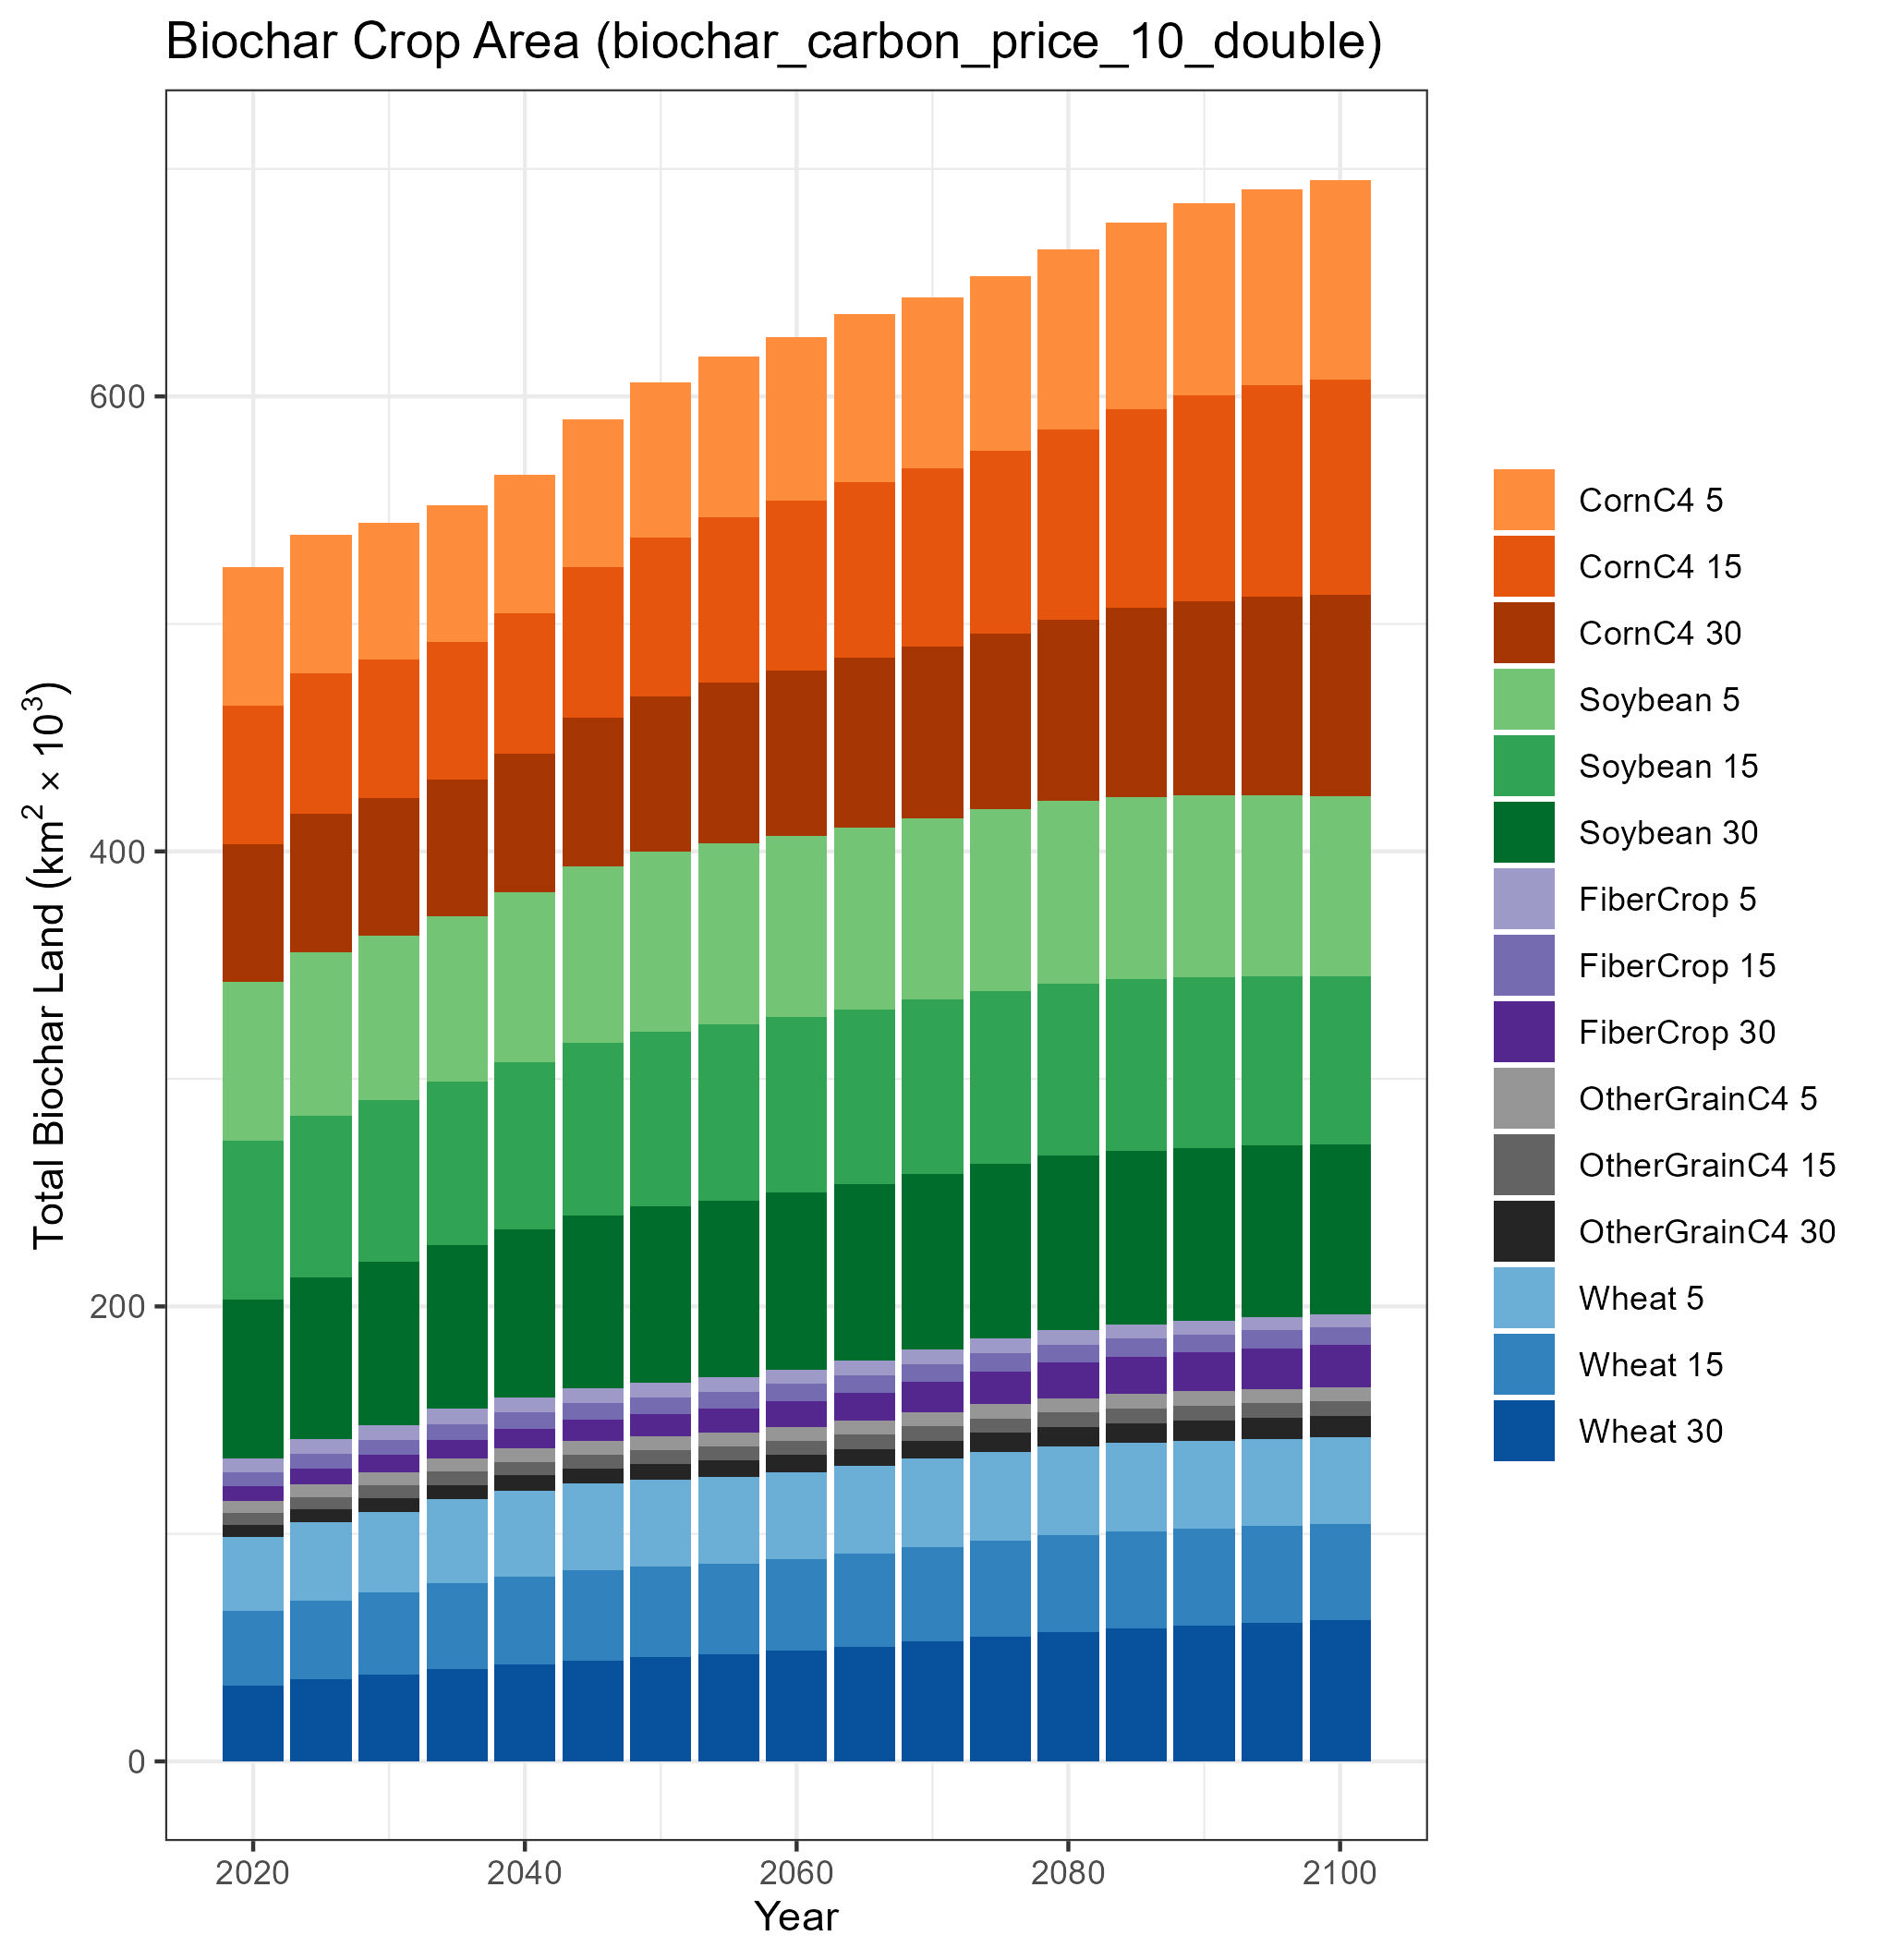 Biochar Crop Area (biochar_carbon_price_10_double)
Total Biochar Land (km² × 10³)
600
400
200
0
2020 2040 2060 2080 2100
Year
CornC4 5
CornC4 15
CornC4 30
Soybean 5
Soybean 15
Soybean 30
FiberCrop 5
FiberCrop 15
FiberCrop 30
OtherGrainC4 5
OtherGrainC4 15
OtherGrainC4 30
Wheat 5
Wheat 15
Wheat 30